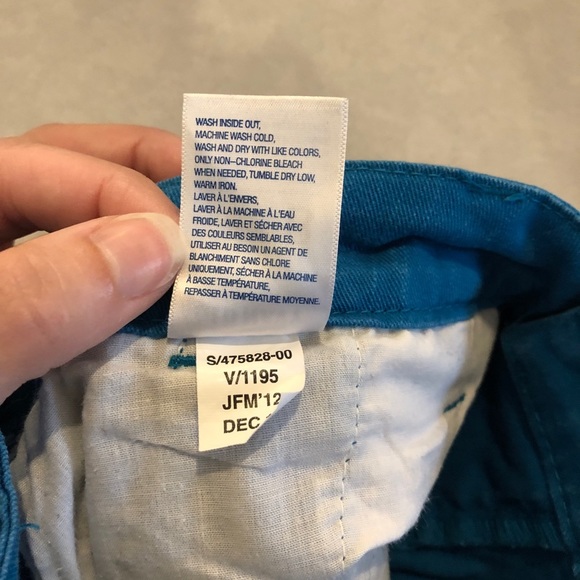 WASH INSIDE OUT,
MACHINE WASH COLD,
WASH AND DRY WITH LIKE COLORS,
ONLY NON-CHLORINE BLEACH
WHEN NEEDED, TUMBLE DRY LOW,
WARM IRON.
LAVER À L'ENVERS,
LAVER À LA MACHINE À L'EAU
FROIDE, LAVER ET SÉCHER AVEC
DES COULEURS SEMBLABLES,
UTILISER AU BESOIN UN AGENT DE
BLANCHIMENT SANS CHLORE
UNIQUEMENT, SÉCHER À LA MACHINE
À BASSE TEMPÉRATURE,
REPASSER À TEMPÉRATURE MOYENNE.
S/475828-00
V/1195
JFM'12
DEC